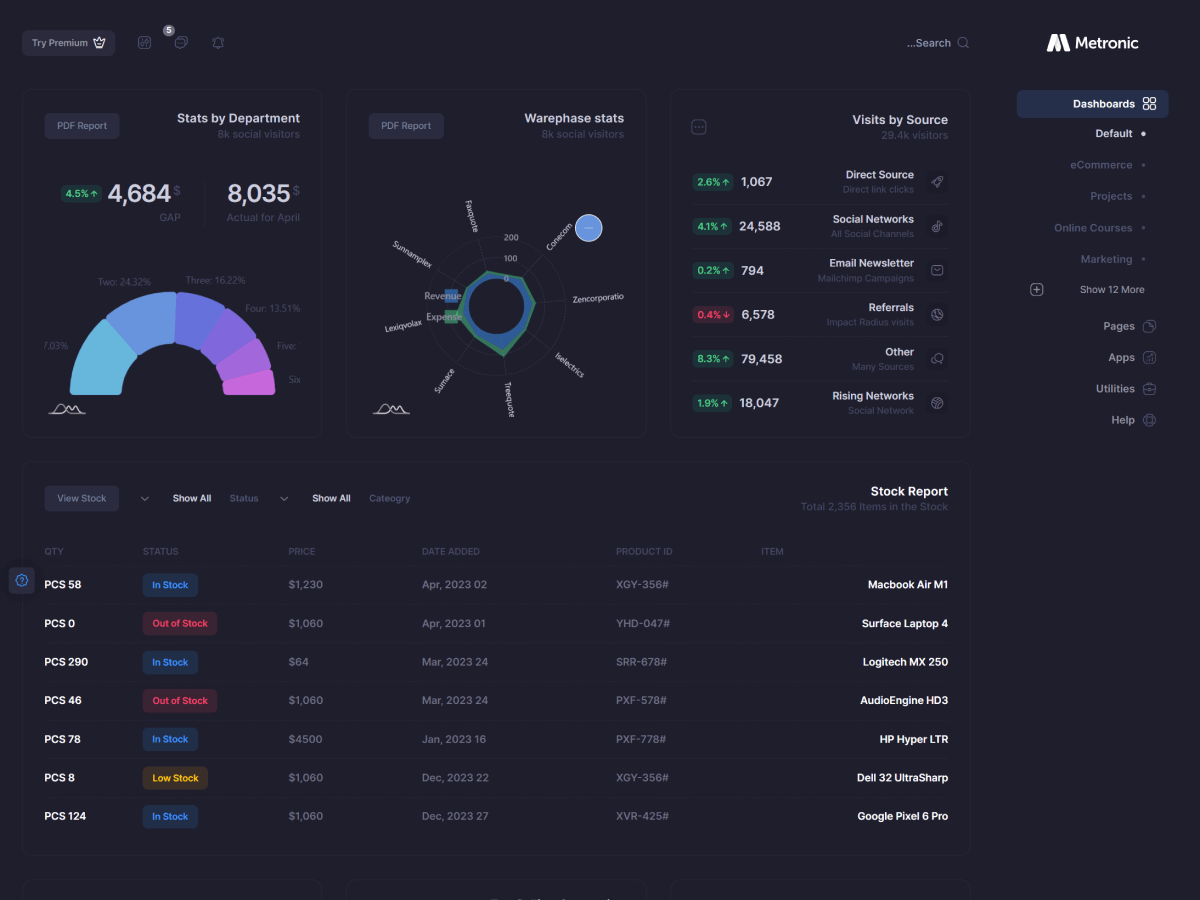 Try Premium
5
...Search
Metronic
Dashboards
Default
eCommerce
Projects
Online Courses
Marketing
Show 12 More
Pages
Apps
Utilities
Help
PDF Report
Stats by Department
8k social visitors
4.5%
4,684 $
GAP
8,035 $
Actual for April
Two: 24.32%
Three: 16.22%
Four: 13.51%
7.03%
Five:
Six
PDF Report
Warephase stats
8k social visitors
Faxquote
Conecom
Sunnamplex
200
100
0
Revenue
Zencorporatio
Expense
Lexiqvolax
Iselectrics
Sumace
Treequote
Visits by Source
29.4k visitors
2.6% 1,067
Direct Source
Direct link clicks
4.1% 24,588
Social Networks
All Social Channels
0.2% 794
Email Newsletter
Mailchimp Campaigns
0.4% 6,578
Referrals
Impact Radius visits
8.3% 79,458
Other
Many Sources
1.9% 18,047
Rising Networks
Social Network
View Stock
Show All
Status
Show All
Cateogry
Stock Report
Total 2,356 Items in the Stock
QTY STATUS PRICE DATE ADDED PRODUCT ID ITEM
PCS 58 In Stock $1,230 Apr, 2023 02 XGY-356# Macbook Air M1
PCS 0 Out of Stock $1,060 Apr, 2023 01 YHD-047# Surface Laptop 4
PCS 290 In Stock $64 Mar, 2023 24 SRR-678# Logitech MX 250
PCS 46 Out of Stock $1,060 Mar, 2023 24 PXF-578# AudioEngine HD3
PCS 78 In Stock $4500 Jan, 2023 16 PXF-778# HP Hyper LTR
PCS 8 Low Stock $1,060 Dec, 2023 22 XGY-356# Dell 32 UltraSharp
PCS 124 In Stock $1,060 Dec, 2023 27 XVR-425# Google Pixel 6 Pro